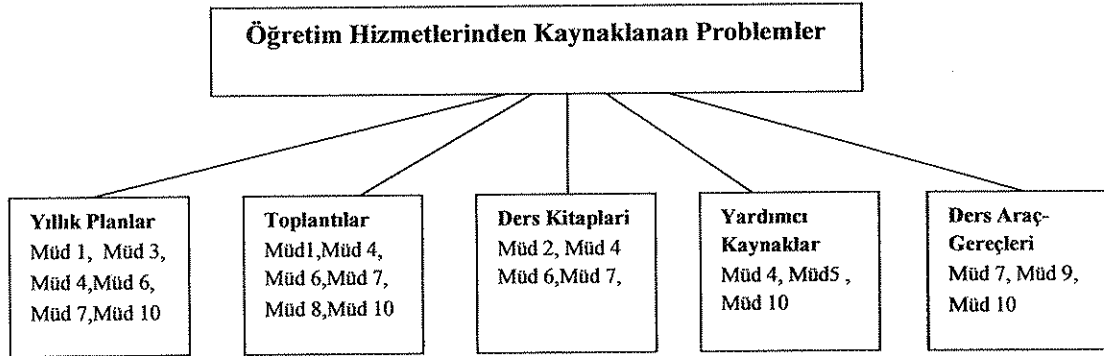 Öğretim Hizmetlerinden Kaynaklanan Problemler
Yıllık Planlar
Müd 1, Müd 3,
Müd 4,Müd 6,
Müd 7,Müd 10
Toplantılar
Müd1,Müd 4,
Müd 6,Müd 7,
Müd 8,Müd 10
Ders Kitaplari
Müd 2, Müd 4
Müd 6,Müd 7,
Yardımcı
Kaynaklar
Müd 4, Müd5 ,
Müd 10
Ders Araç-
Gereçleri
Müd 7, Müd 9,
Müd 10